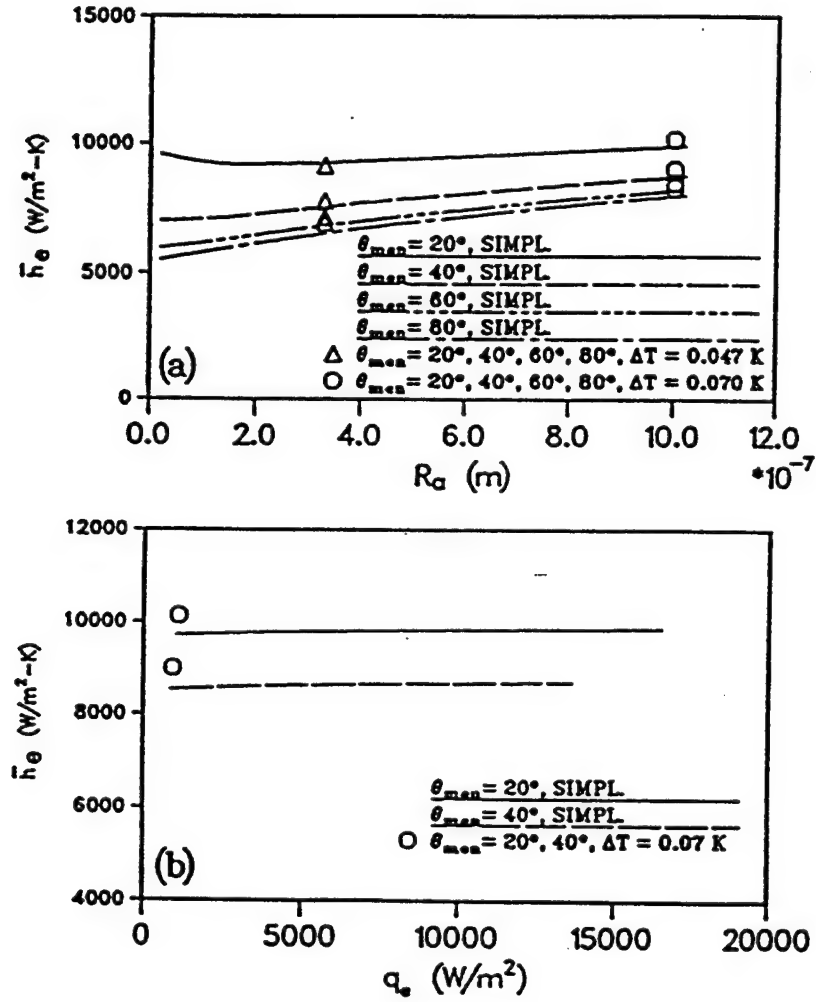 15000
10000
5000
0
h̄e (W/m²-K)
θmen= 20°, SIMPL.
θmen= 40°, SIMPL.
θmen= 60°, SIMPL.
θmen= 80°, SIMPL.
△ θmen= 20°, 40°, 60°, 80°, ΔT = 0.047 K
○ θmen= 20°, 40°, 60°, 80°, ΔT = 0.070 K
(a)
0.0 2.0 4.0 6.0 8.0 10.0 12.0
Ra (m) *10⁻⁷
12000
10000
8000
6000
4000
h̄e (W/m²-K)
θmen= 20°, SIMPL.
θmen= 40°, SIMPL.
○ θmen= 20°, 40°, ΔT = 0.07 K
(b)
0 5000 10000 15000 20000
qe (W/m²)